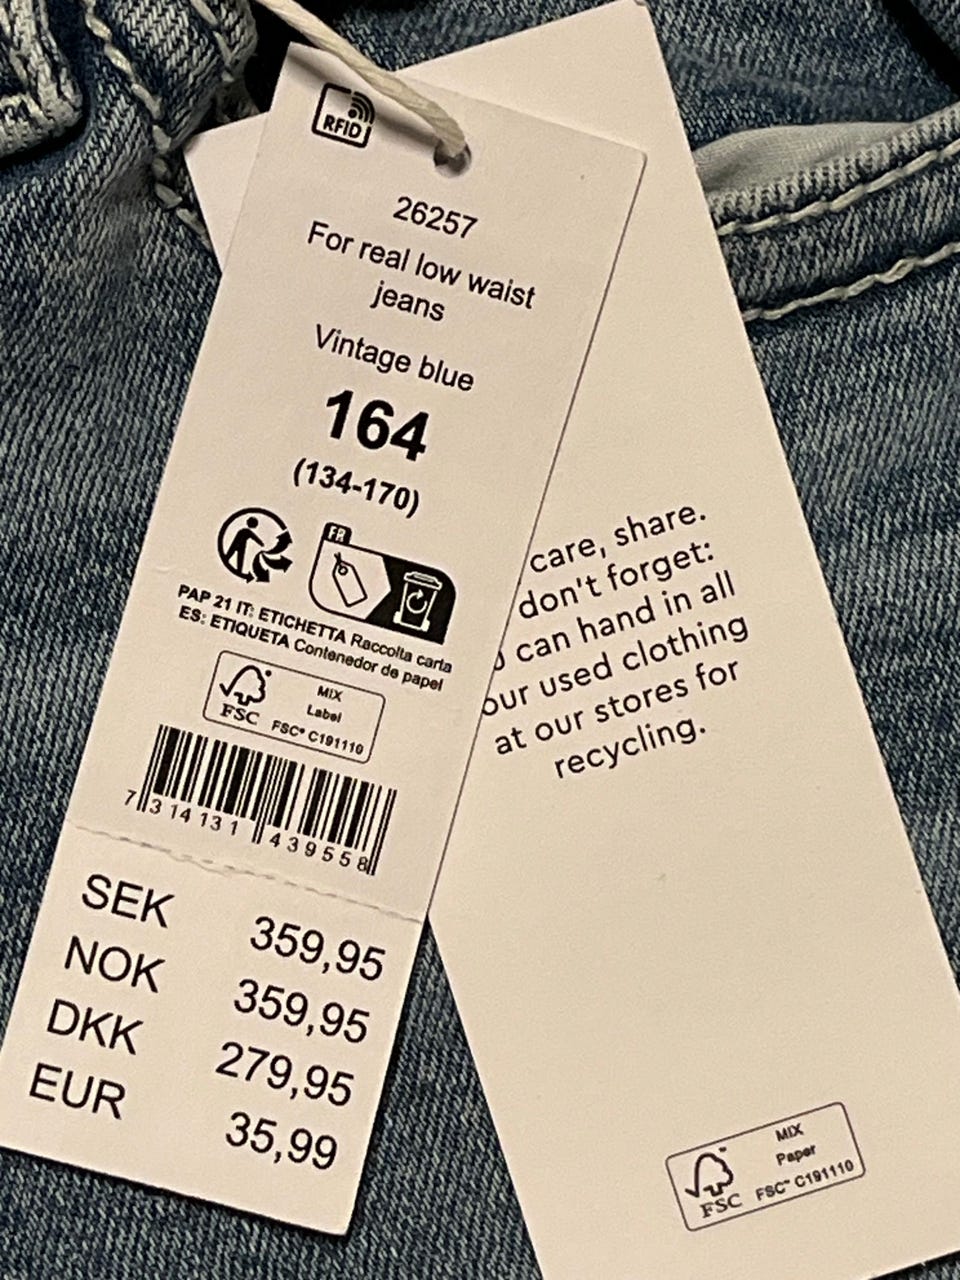 RFID
26257
For real low waist
jeans
Vintage blue
164
(134-170)
FR
PAP 21 IT: ETICHETTA Raccolta carta
ES: ETIQUETA Contenedor de papel
FSC
MIX
Label
FSC® C191110
7 314131 439558
SEK 359,95
NOK 359,95
DKK 279,95
EUR 35,99
care, share.
don't forget:
can hand in all
our used clothing
at our stores for
recycling.
FSC™
MIX
Paper
FSC™ C191110